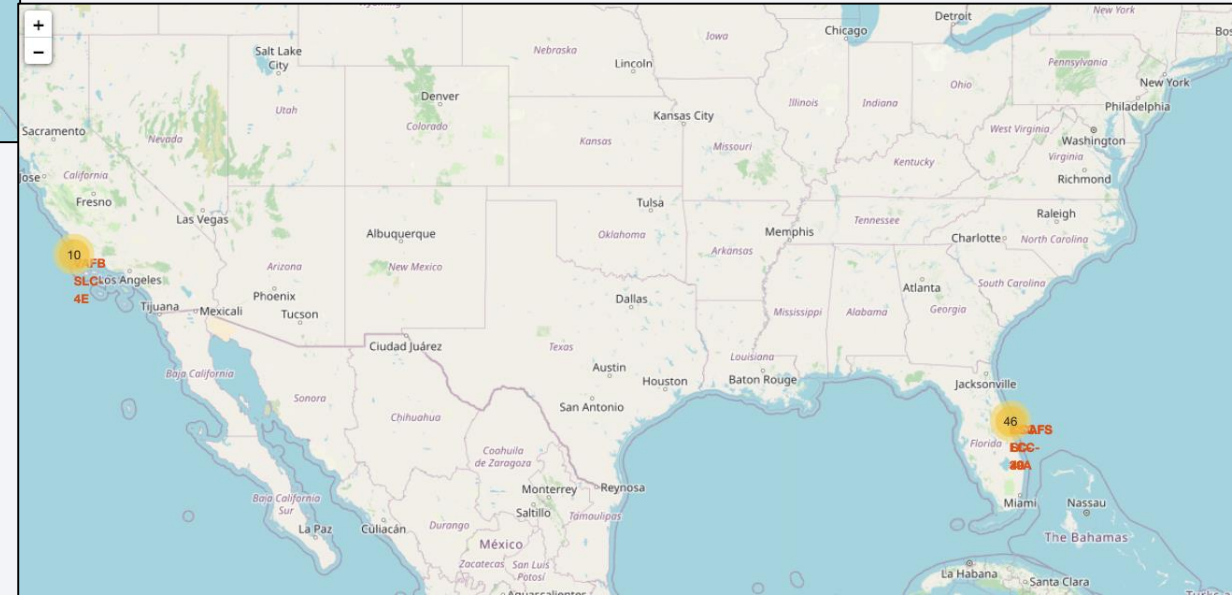 Wyoming
Detroit
New York
Chicago
Bos
+
−
Salt Lake
City
Nebraska
Iowa
Lincoln
Pennsylvania
New York
Utah
Denver
Ohio
Illinois
Indiana
Philadelphia
Sacramento
Nevada
Colorado
Kansas City
West Virginia
Washington
Kansas
Missouri
Virginia
Kentucky
Jose
California
Richmond
Fresno
Las Vegas
Tulsa
Raleigh
Albuquerque
Oklahoma
Memphis
Tennessee
Charlotte
North Carolina
10
Arkansas
AFB
Arizona
New Mexico
SLC-
Los Angeles
4E
South Carolina
Atlanta
Phoenix
Dallas
Tijuana
Mexicali
Tucson
Mississippi
Alabama
Georgia
Ciudad Juárez
Texas
Louisiana
Austin
Baja California
Houston
Baton Rouge
Jacksonville
Sonora
San Antonio
Chihuahua
46
AFS
Florida
Coahuila
de Zaragoza
Monterrey
Reynosa
Miami
Nassau
Baja California
Sur
Saltillo
Tamaulipas
La Paz
Culiacán
Durango
The Bahamas
México
Zacatecas
San Luis
Potosí
La Habana
Santa Clara
Aguascalientes